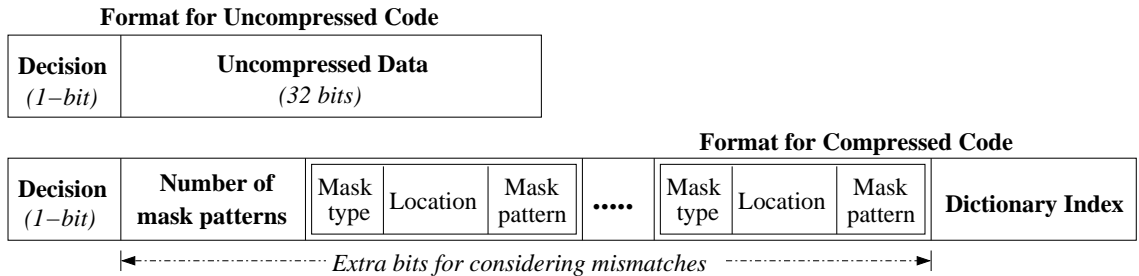 Format for Uncompressed Code
Decision
(1−bit)
Uncompressed Data
(32 bits)
Format for Compressed Code
Decision
(1−bit)
Number of
mask patterns
Mask
type
Location
Mask
pattern
.....
Mask
type
Location
Mask
pattern
Dictionary Index
Extra bits for considering mismatches